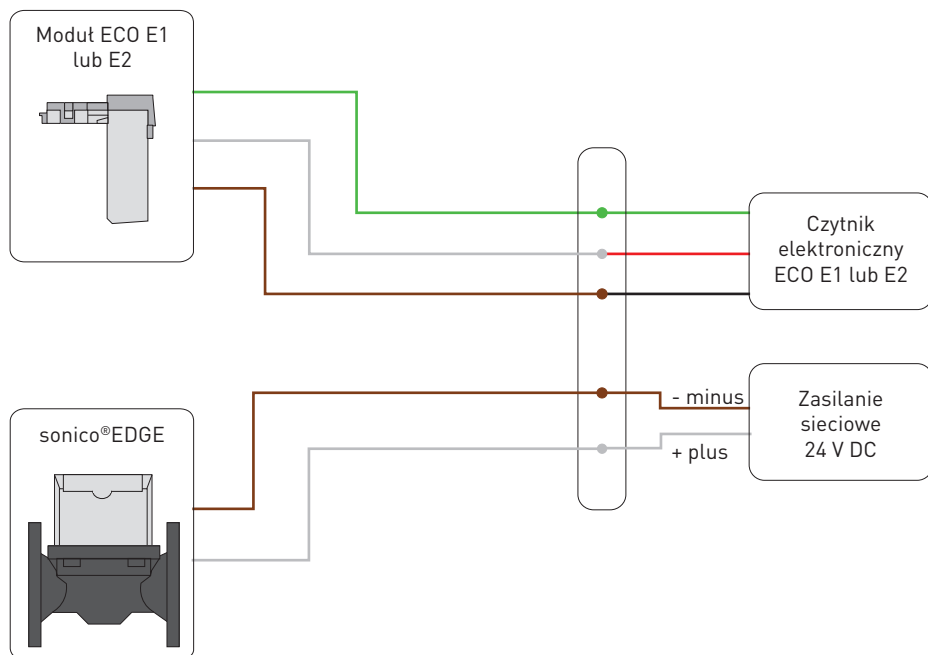 Moduł ECO E1
lub E2
Czytnik
elektroniczny
ECO E1 lub E2
sonico®EDGE
- minus
+ plus
Zasilanie
sieciowe
24 V DC